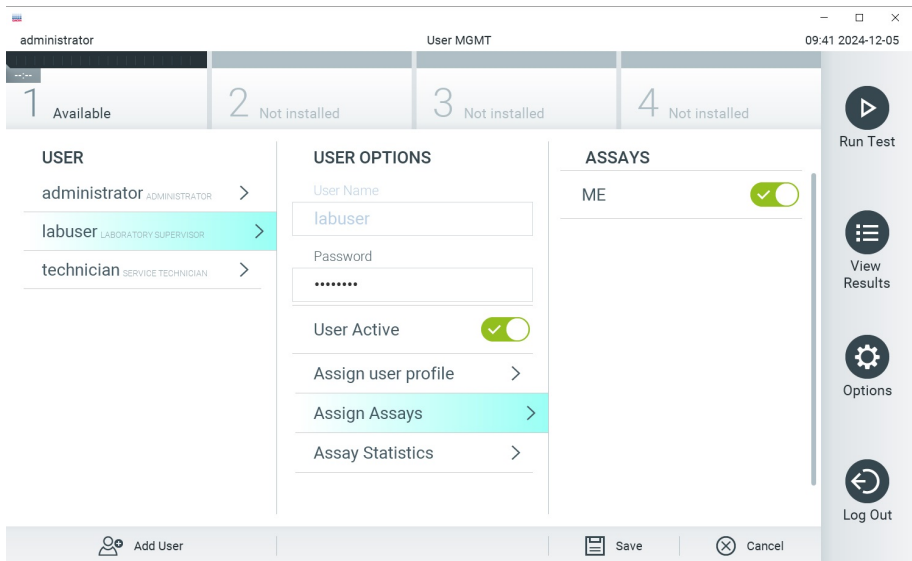 administrator User MGMT 09:41 2024-12-05
--:--
1 Available
2 Not installed
3 Not installed
4 Not installed
USER
administrator ADMINISTRATOR
labuser LABORATORY SUPERVISOR
technician SERVICE TECHNICIAN
USER OPTIONS
User Name
labuser
Password
••••••••
User Active
Assign user profile
Assign Assays
Assay Statistics
ASSAYS
ME
Run Test
View
Results
Options
Log Out
Add User
Save
Cancel